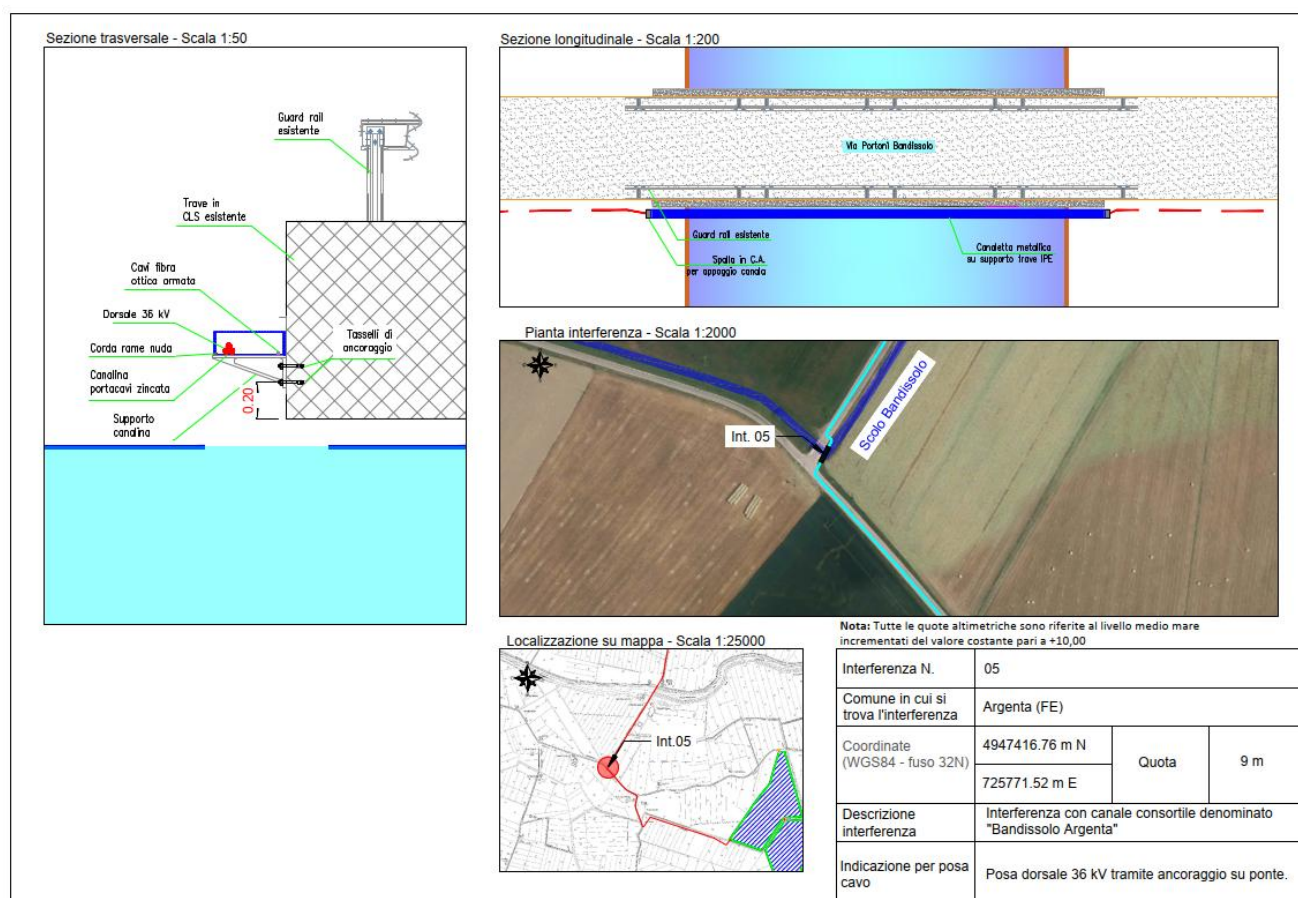 Sezione trasversale - Scala 1:50
Guard rail
esistente
Trave in
CLS esistente
Cavi fibra
ottica armata
Dorsale 36 kV
Corda rame nuda
Canalina
portacavi zincata
Supporto
canalina
Tasselli di
ancoraggio
0.20
Sezione longitudinale - Scala 1:200
Via Portoni Bandissolo
Guard rail esistente
Spalla in C.A.
per appoggio canala
Canaletta metallica
su supporto trave IPE
Pianta interferenza - Scala 1:2000
Int. 05
Scolo Bandissolo
Localizzazione su mappa - Scala 1:25000
Int.05
Nota: Tutte le quote altimetriche sono riferite al livello medio mare
incrementati del valore costante pari a +10,00
Interferenza N.
05
Comune in cui si
trova l'interferenza
Argenta (FE)
Coordinate
(WGS84 - fuso 32N)
4947416.76 m N
725771.52 m E
Quota
9 m
Descrizione
interferenza
Interferenza con canale consortile denominato
"Bandissolo Argenta"
Indicazione per posa
cavo
Posa dorsale 36 kV tramite ancoraggio su ponte.